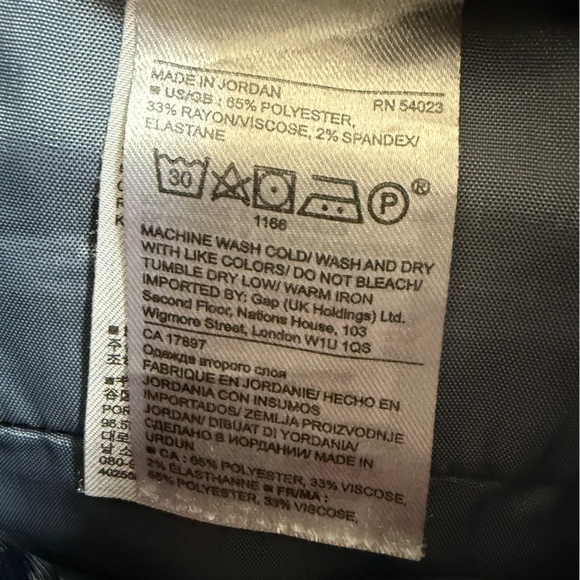 MADE IN JORDAN
RN 54023
■ US/GB : 65% POLYESTER,
33% RAYON/VISCOSE, 2% SPANDEX/
ELASTANE
30
P ®
1166
MACHINE WASH COLD/ WASH AND DRY
WITH LIKE COLORS/ DO NOT BLEACH/
TUMBLE DRY LOW/ WARM IRON
IMPORTED BY: Gap (UK Holdings) Ltd.
Second Floor, Nations House, 103
Wigmore Street, London W1U 1QS
CA 17897
Одежда второго слоя
FABRIQUE EN JORDANIE/ HECHO EN
JORDANIA CON INSUMOS
IMPORTADOS/ ZEMLJA PROIZVODNJE
JORDAN/ DIBUAT DI YORDANIA/
СДЕЛАНО В ИОРДАНИИ/ MADE IN
URDUN
■ CA : 65% POLYESTER, 33% VISCOSE,
2% ÉLASTHANNE ■ FR/MA :
65% POLYESTER, 33% VISCOSE,
POR